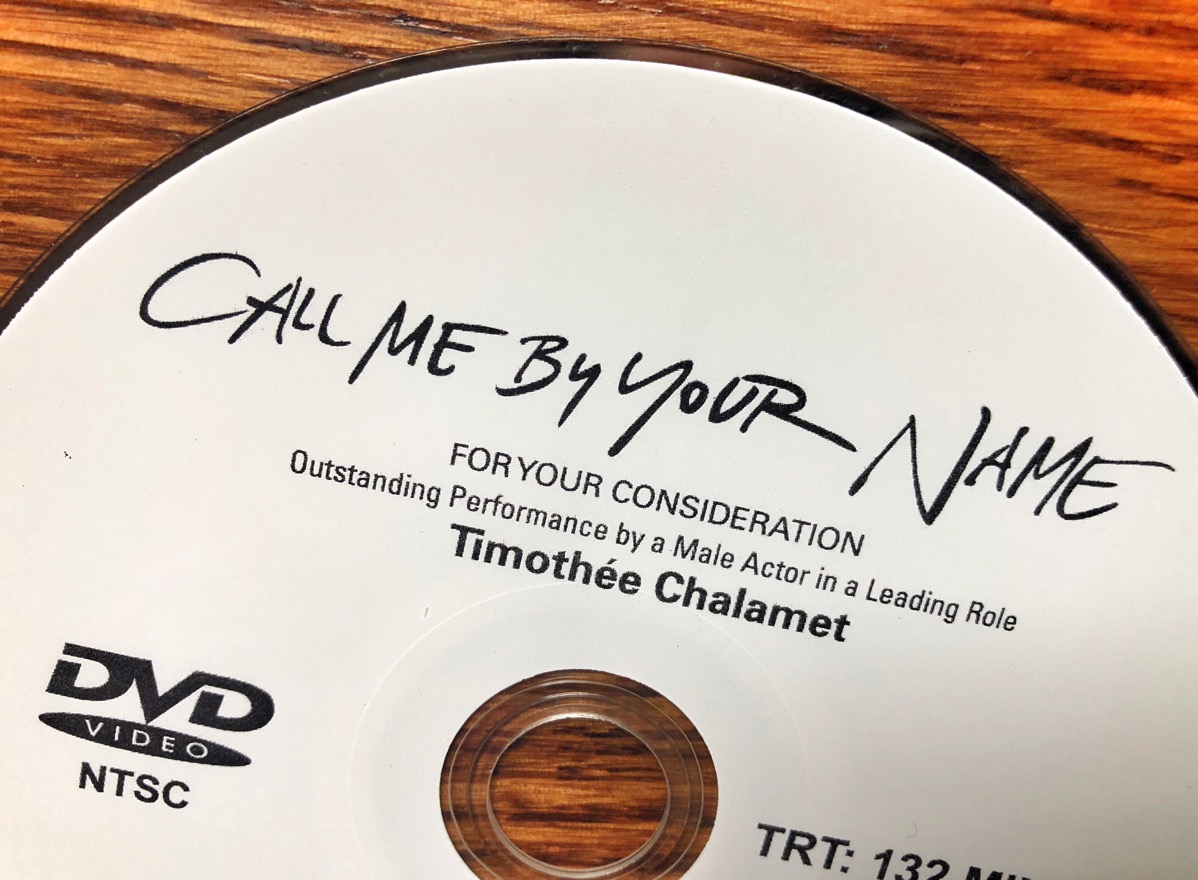 CALL ME BY YOUR NAME
FOR YOUR CONSIDERATION
Outstanding Performance by a Male Actor in a Leading Role
Timothée Chalamet
DVD
VIDEO
NTSC
TRT: 132